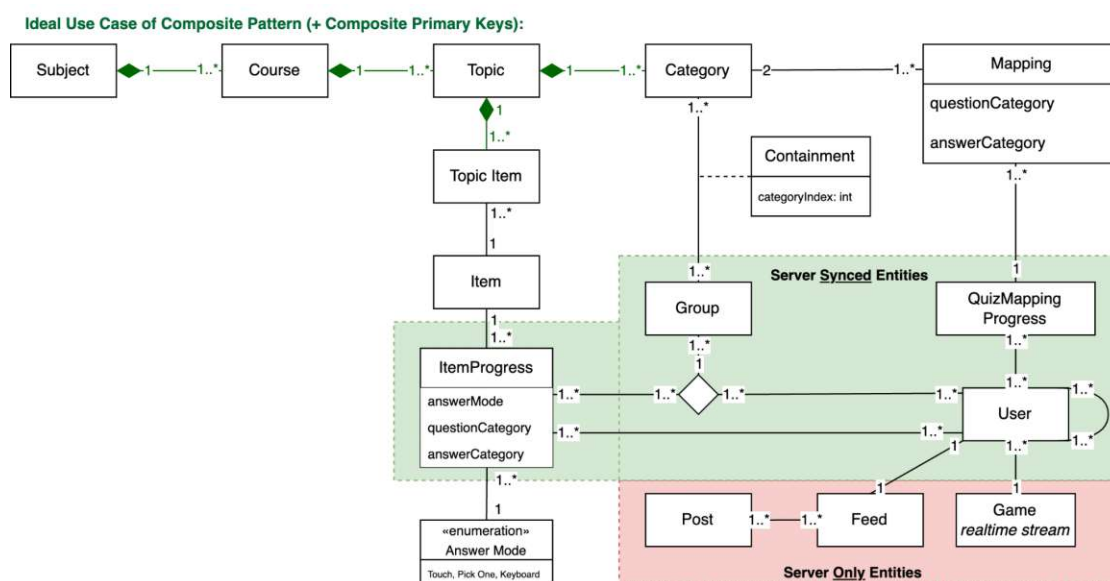 Ideal Use Case of Composite Pattern (+ Composite Primary Keys):
Subject
1
1..*
Course
1
1..*
Topic
1
1..*
Category
2
1..*
Mapping
questionCategory
answerCategory
1
1..*
1..*
1..*
Topic Item
Containment
categoryIndex: int
1..*
1
Item
1..*
1
Server Synced Entities
Group
QuizMapping
Progress
1
1..*
1..*
1
1..*
ItemProgress
answerMode
questionCategory
answerCategory
1..*
1..*
1..*
1..*
1..*
1..*
User
1..*
1..*
1..*
1..*
1
1..*
1..*
1
«enumeration»
Answer Mode
Touch, Pick One, Keyboard
1
1
Post
1..*
1..*
Feed
Game
realtime stream
Server Only Entities